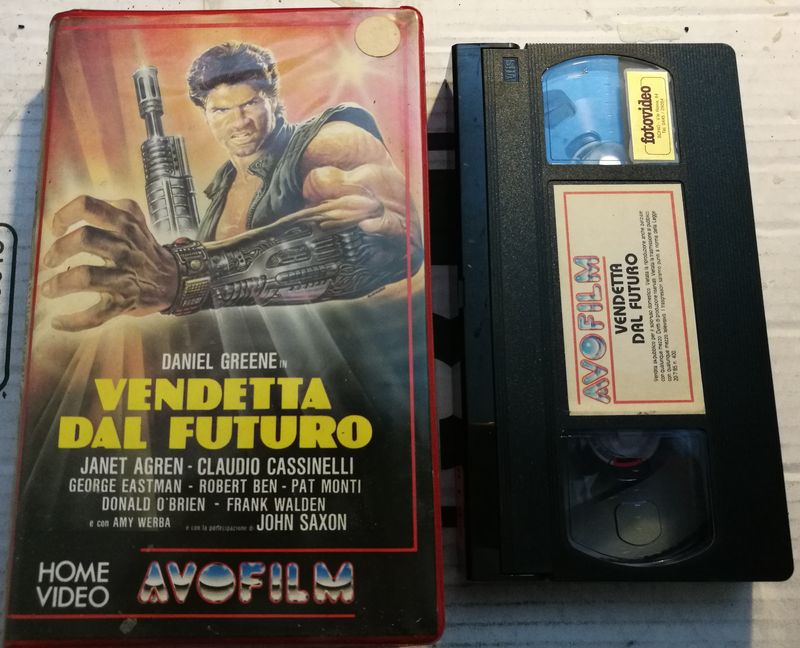 DANIEL GREENE IN
VENDETTA
DAL FUTURO
JANET AGREN - CLAUDIO CASSINELLI
GEORGE EASTMAN - ROBERT BEN - PAT MONTI
DONALD O'BRIEN - FRANK WALDEN
e con AMY WERBA e con la partecipazione di JOHN SAXON
HOME
VIDEO
AVOFILM
VHS
fotovideo
AVOFILM
VENDETTA
DAL FUTURO